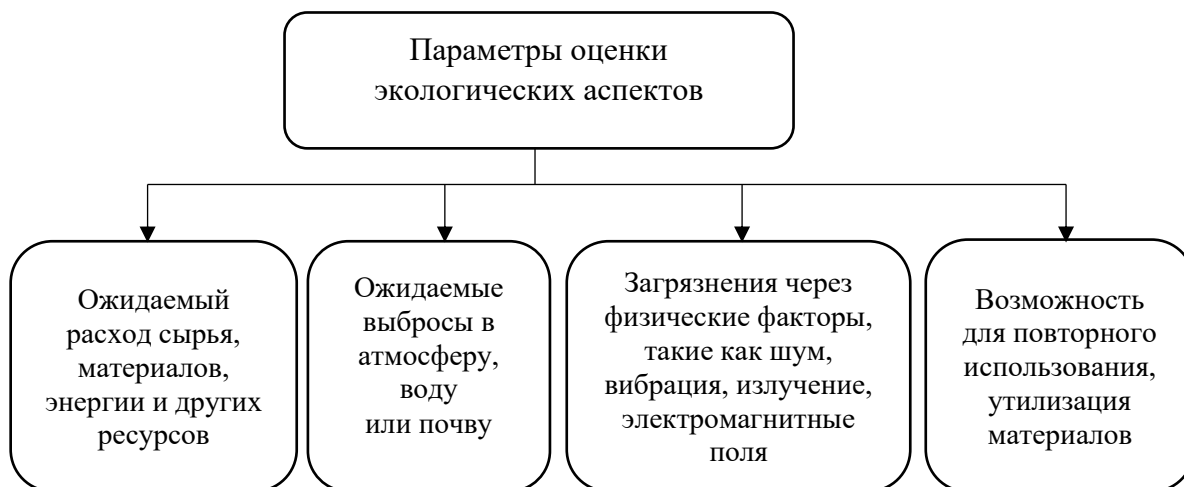 Параметры оценки
экологических аспектов
Ожидаемый
расход сырья,
материалов,
энергии и других
ресурсов
Ожидаемые
выбросы в
атмосферу,
воду
или почву
Загрязнения через
физические факторы,
такие как шум,
вибрация, излучение,
электромагнитные
поля
Возможность
для повторного
использования,
утилизация
материалов